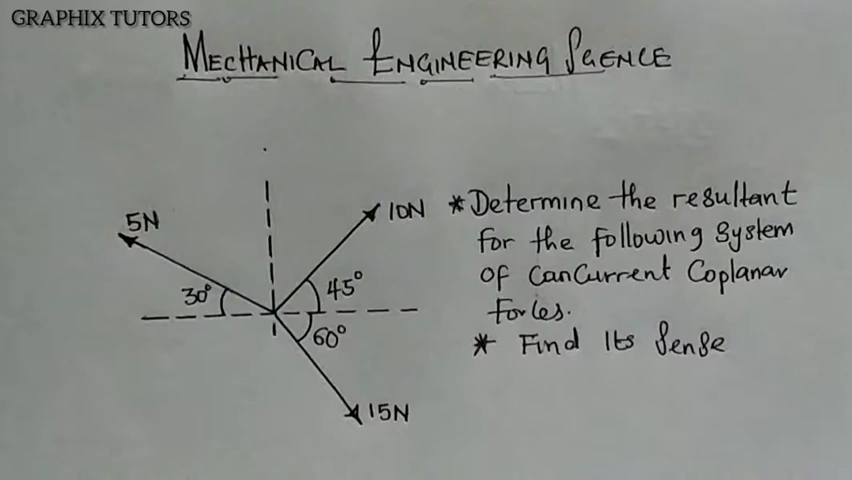 GRAPHIX TUTORS
MECHANICAL ENGINEERING SCIENCE
5N
10N
30°
45°
60°
15N
* Determine the resultant
for the following System
Of Concurrent Coplanar
forces.
* Find Its Sense